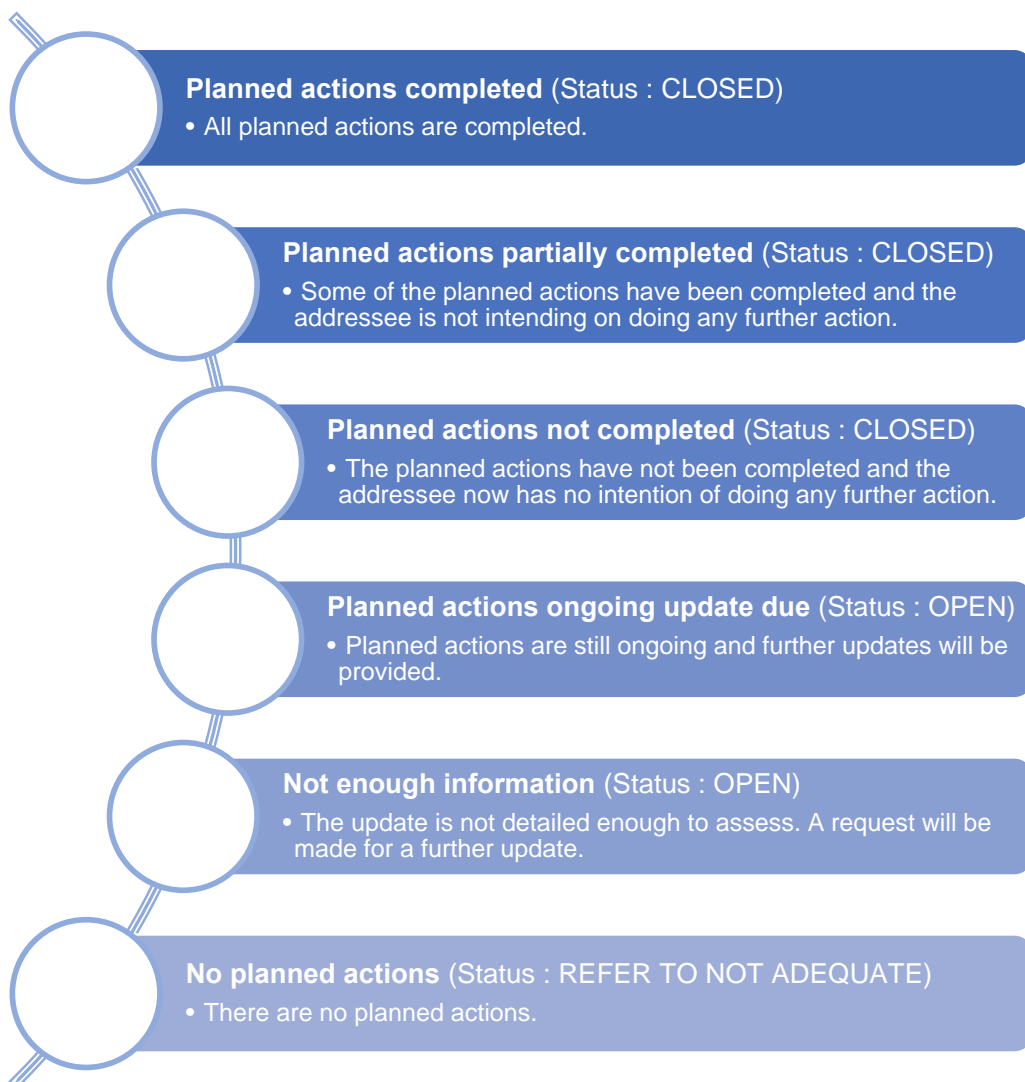 Planned actions completed (Status : CLOSED)
• All planned actions are completed.
Planned actions partially completed (Status : CLOSED)
• Some of the planned actions have been completed and the
addressee is not intending on doing any further action.
Planned actions not completed (Status : CLOSED)
• The planned actions have not been completed and the
addressee now has no intention of doing any further action.
Planned actions ongoing update due (Status : OPEN)
• Planned actions are still ongoing and further updates will be
provided.
Not enough information (Status : OPEN)
• The update is not detailed enough to assess. A request will be
made for a further update.
No planned actions (Status : REFER TO NOT ADEQUATE)
• There are no planned actions.